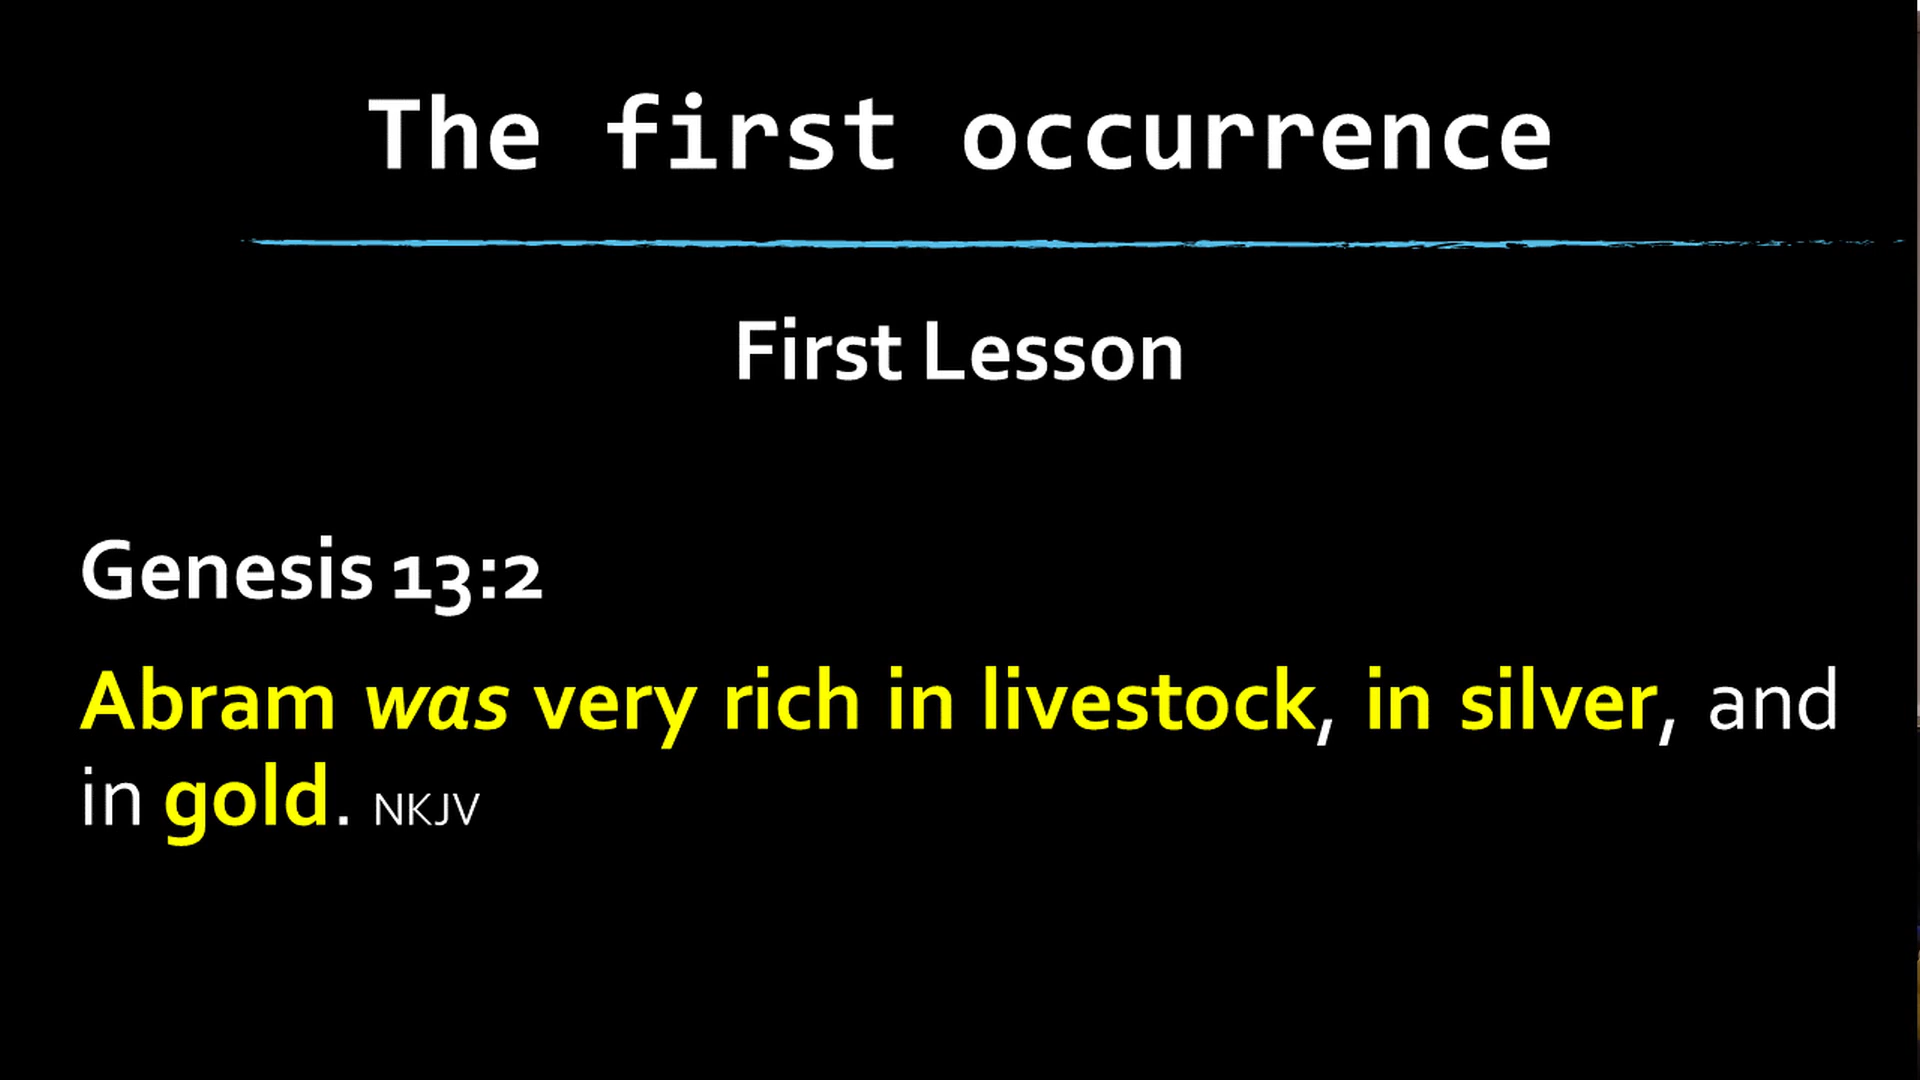 The first occurrence
First Lesson
Genesis 13:2
Abram was very rich in livestock, in silver, and
in gold. NKJV